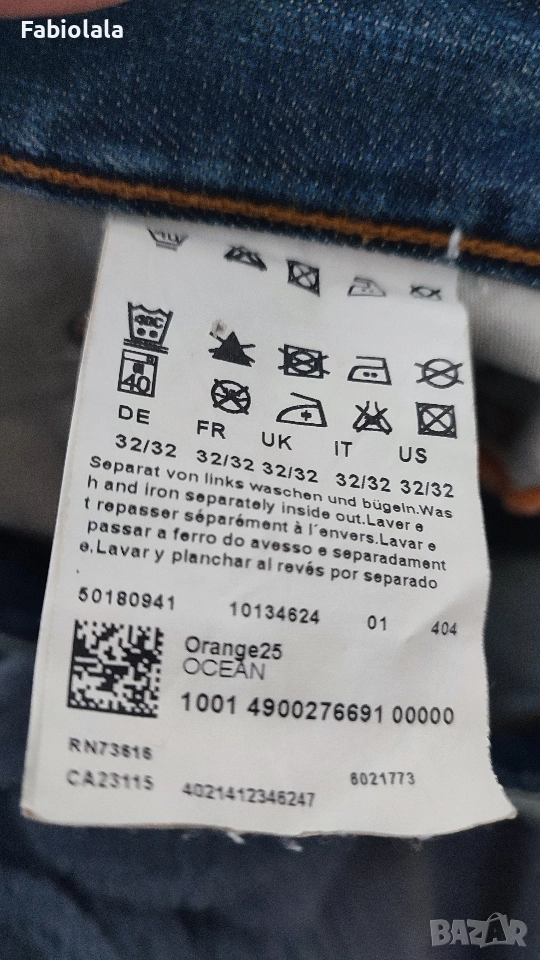 Fabiolala
40C
40
DE FR UK IT US
32/32 32/32 32/32 32/32 32/32
Separat von links waschen und bügeln.Was
h and iron separately inside out.Laver e
t repasser séparément à l´envers.Lavar e
passar a ferro do avesso e separadament
e.Lavar y planchar al revés por separado
50180941 10134624 01 404
Orange25
OCEAN
1001 4900276691 00000
RN73616
CA23115 4021412346247 6021773
BAZAR